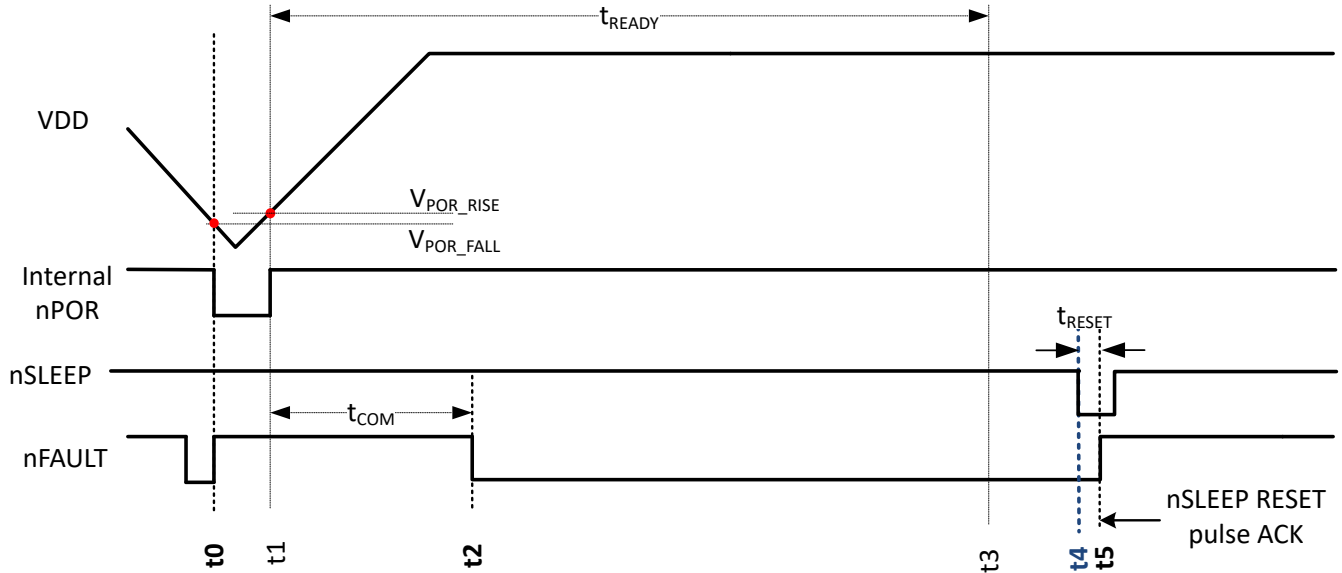 tREADY
VDD
VPOR_RISE
VPOR_FALL
Internal
nPOR
tRESET
nSLEEP
tCOM
nFAULT
nSLEEP RESET
pulse ACK
t0
t1
t2
t3
t4
t5